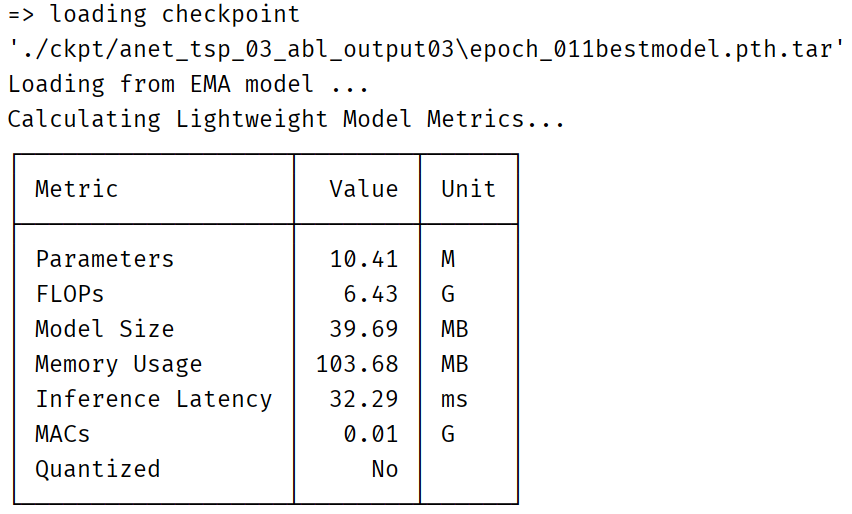 => loading checkpoint
'./ckpt/anet_tsp_03_abl_output03\epoch_011bestmodel.pth.tar'
Loading from EMA model ...
Calculating Lightweight Model Metrics...
Metric Value Unit
Parameters 10.41 M
FLOPs 6.43 G
Model Size 39.69 MB
Memory Usage 103.68 MB
Inference Latency 32.29 ms
MACs 0.01 G
Quantized No